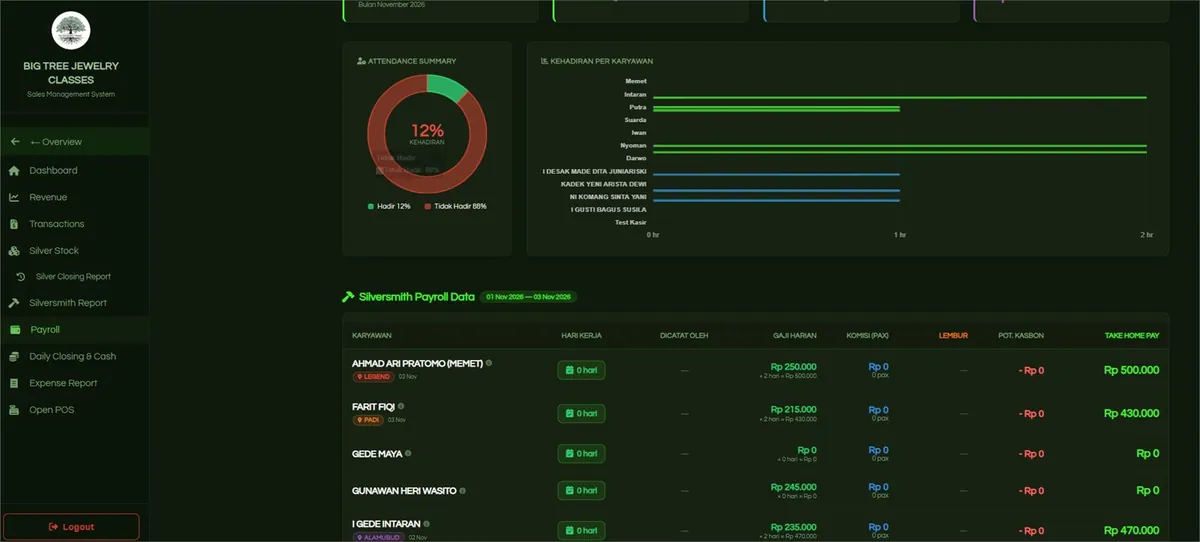 BIG TREE JEWELRY
CLASSES
Sales Management System
← Overview
Dashboard
Revenue
Transactions
Silver Stock
Silver Closing Report
Silversmith Report
Payroll
Daily Closing & Cash
Expense Report
Open POS
Logout
Bulan November 2026
ATTENDANCE SUMMARY
12%
KEHADIRAN
Tidak Hadir
Tidak Hadir 88%
Hadir 12%
Tidak Hadir 88%
KEHADIRAN PER KARYAWAN
Memet
Intaran
Putra
Suarda
Iwan
Nyoman
Darwo
I DESAK MADE DITA JUNIARISKI
KADEK YENI ARISTA DEWI
NI KOMANG SINTA YANI
I GUSTI BAGUS SUSILA
Test Kasir
0 hr 1 hr 2 hr
Silversmith Payroll Data 01 Nov 2026 — 03 Nov 2026
KARYAWAN HARI KERJA DICATAT OLEH GAJI HARIAN KOMISI (PAX) LEMBUR POT. KASBON TAKE HOME PAY
AHMAD ARI PRATOMO (MEMET) 0 hari — Rp 250.000 Rp 0 — - Rp 0 Rp 500.000
LEGEND 03 Nov × 2 hari = Rp 500.000 0 pax
FARIT FIQI 0 hari — Rp 215.000 Rp 0 — - Rp 0 Rp 430.000
PADI 03 Nov × 2 hari = Rp 430.000 0 pax
GEDE MAYA 0 hari — Rp 0 Rp 0 — - Rp 0 Rp 0
× 0 hari = Rp 0 0 pax
GUNAWAN HERI WASITO 0 hari — Rp 245.000 Rp 0 — - Rp 0 Rp 0
× 0 hari = Rp 0 0 pax
I GEDE INTARAN 0 hari — Rp 235.000 Rp 0 — - Rp 0 Rp 470.000
ALAMUBUD 02 Nov × 2 hari = Rp 470.000 0 pax